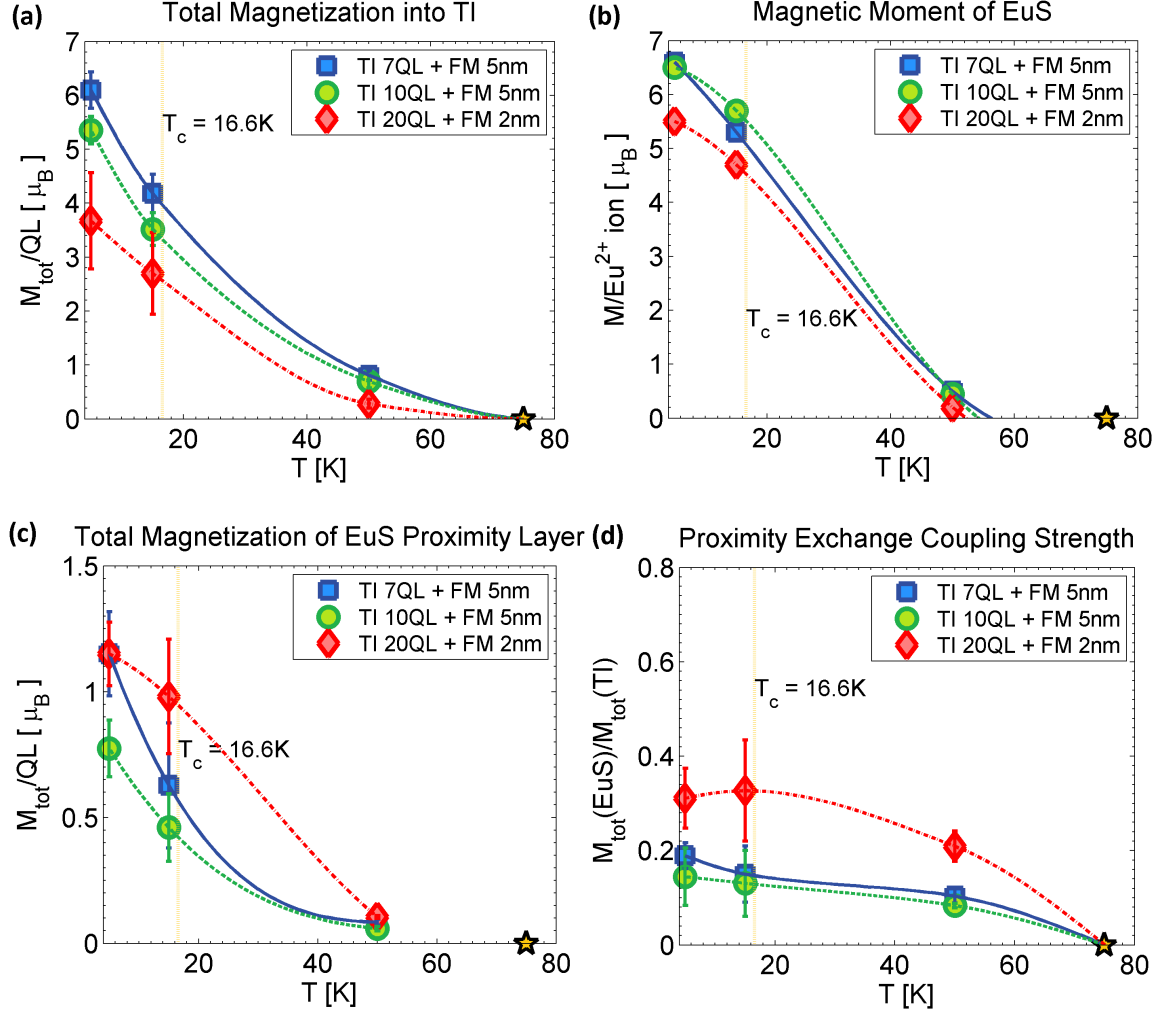 (a) Total Magnetization into TI
7
6
5
4
3
2
1
0
M_tot/QL [ μ_B ]
TI 7QL + FM 5nm
TI 10QL + FM 5nm
TI 20QL + FM 2nm
T_c = 16.6K
20 40 60 80
T [K]
(b) Magnetic Moment of EuS
7
6
5
4
3
2
1
0
M/Eu²⁺ ion [ μ_B ]
TI 7QL + FM 5nm
TI 10QL + FM 5nm
TI 20QL + FM 2nm
T_c = 16.6K
20 40 60 80
T [K]
(c) Total Magnetization of EuS Proximity Layer
1.5
1
0.5
0
M_tot/QL [ μ_B ]
TI 7QL + FM 5nm
TI 10QL + FM 5nm
TI 20QL + FM 2nm
T_c = 16.6K
20 40 60 80
T [K]
(d) Proximity Exchange Coupling Strength
0.8
0.6
0.4
0.2
0
M_tot(EuS)/M_tot(TI)
TI 7QL + FM 5nm
TI 10QL + FM 5nm
TI 20QL + FM 2nm
T_c = 16.6K
20 40 60 80
T [K]